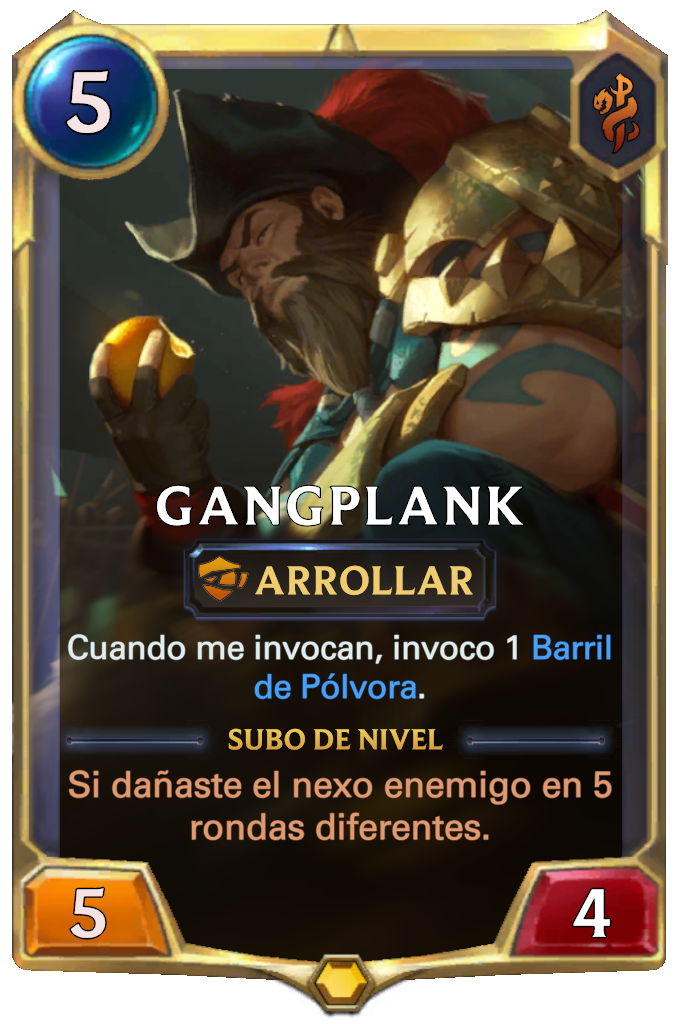 5
GANGPLANK
ARROLLAR
Cuando me invocan, invoco 1 Barril
de Pólvora.
SUBO DE NIVEL
Si dañaste el nexo enemigo en 5
rondas diferentes.
5
4